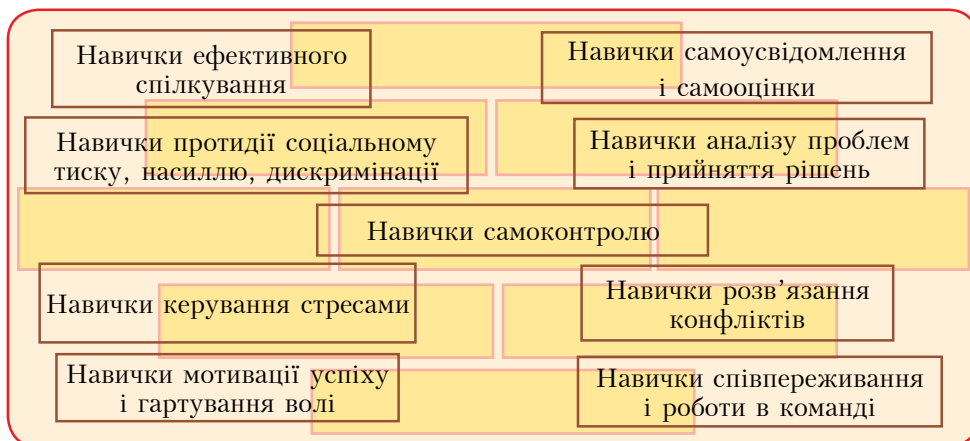 Навички ефективного
спілкування
Навички самоусвідомлення
і самооцінки
Навички протидії соціальному
тиску, насиллю, дискримінації
Навички аналізу проблем
і прийняття рішень
Навички самоконтролю
Навички керування стресами
Навички розв’язання
конфліктів
Навички мотивації успіху
і гартування волі
Навички співпереживання
і роботи в команді